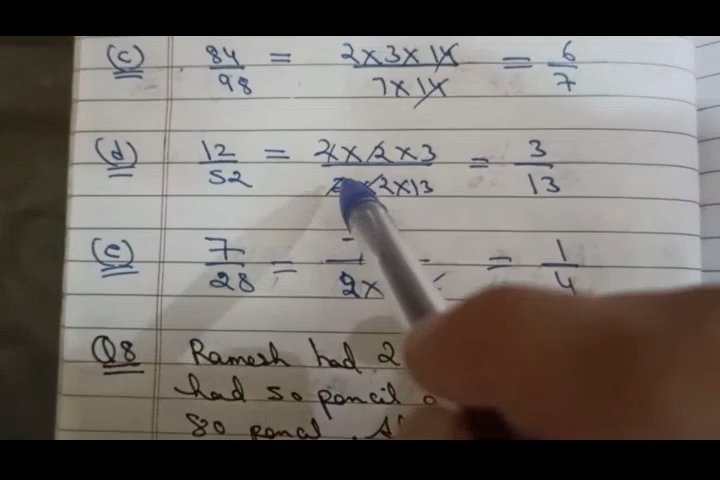 (c) 84/98 = 2×3×1×/7×1× = 6/7
(d) 12/52 = 2×2×3/2×2×13 = 3/13
(e) 7/28 = 2× = 1/4
Q8 Ramesh had 2
had 50 pencil
80 pencil